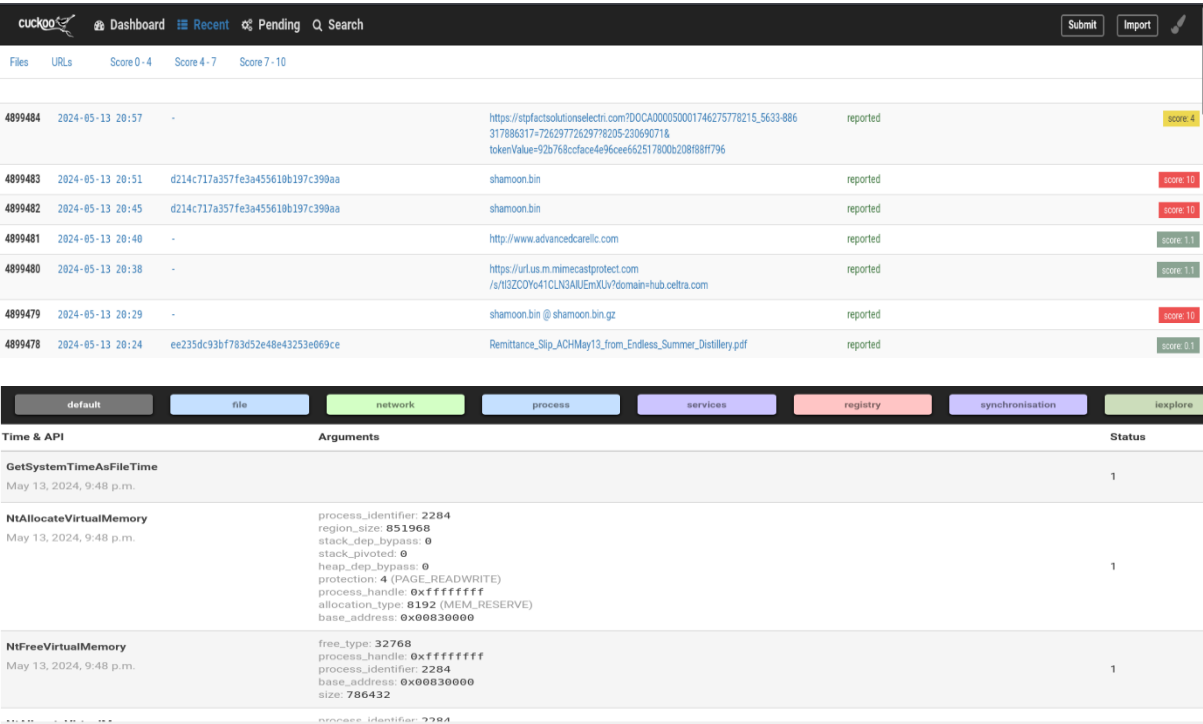 cuckoo Dashboard Recent Pending Search Submit Import
Files URLs Score 0 - 4 Score 4 - 7 Score 7 - 10
4899484 2024-05-13 20:57 - https://stpfactsolutionselectri.com?DOCA000050001746275778215_5633-886 reported score: 4
317886317=726297726297?8205-23069071&
tokenValue=92b768ccface4e96cee662517800b208f88ff796
4899483 2024-05-13 20:51 d214c717a357fe3a455610b197c390aa shamoon.bin reported score: 10
4899482 2024-05-13 20:45 d214c717a357fe3a455610b197c390aa shamoon.bin reported score: 10
4899481 2024-05-13 20:40 - http://www.advancedcarellc.com reported score: 1.1
4899480 2024-05-13 20:38 - https://url.us.m.mimecastprotect.com reported score: 1.1
/s/tl3ZCOYo41CLN3AlUEmXUv?domain=hub.celtra.com
4899479 2024-05-13 20:29 - shamoon.bin @ shamoon.bin.gz reported score: 10
4899478 2024-05-13 20:24 ee235dc93bf783d52e48e43253e069ce Remittance_Slip_ACHMay13_from_Endless_Summer_Distillery.pdf reported score: 0.1
default file network process services registry synchronisation iexplore
Time & API Arguments Status
GetSystemTimeAsFileTime
May 13, 2024, 9:48 p.m.
1
NtAllocateVirtualMemory
May 13, 2024, 9:48 p.m.
process_identifier: 2284
region_size: 851968
stack_dep_bypass: 0
stack_pivoted: 0
heap_dep_bypass: 0
protection: 4 (PAGE_READWRITE)
process_handle: 0xffffffff
allocation_type: 8192 (MEM_RESERVE)
base_address: 0x00830000
1
NtFreeVirtualMemory
May 13, 2024, 9:48 p.m.
free_type: 32768
process_handle: 0xffffffff
process_identifier: 2284
base_address: 0x00830000
size: 786432
1
process_identifier: 2284